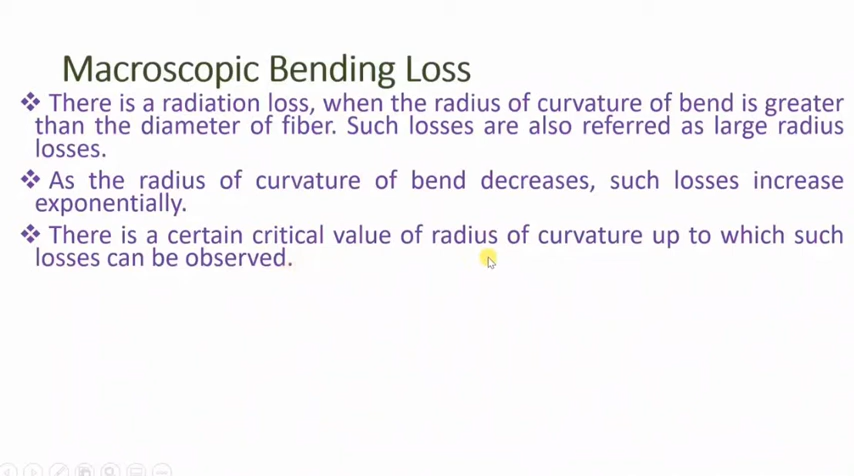 Macroscopic Bending Loss
❖ There is a radiation loss, when the radius of curvature of bend is greater
than the diameter of fiber. Such losses are also referred as large radius
losses.
❖ As the radius of curvature of bend decreases, such losses increase
exponentially.
❖ There is a certain critical value of radius of curvature up to which such
losses can be observed.